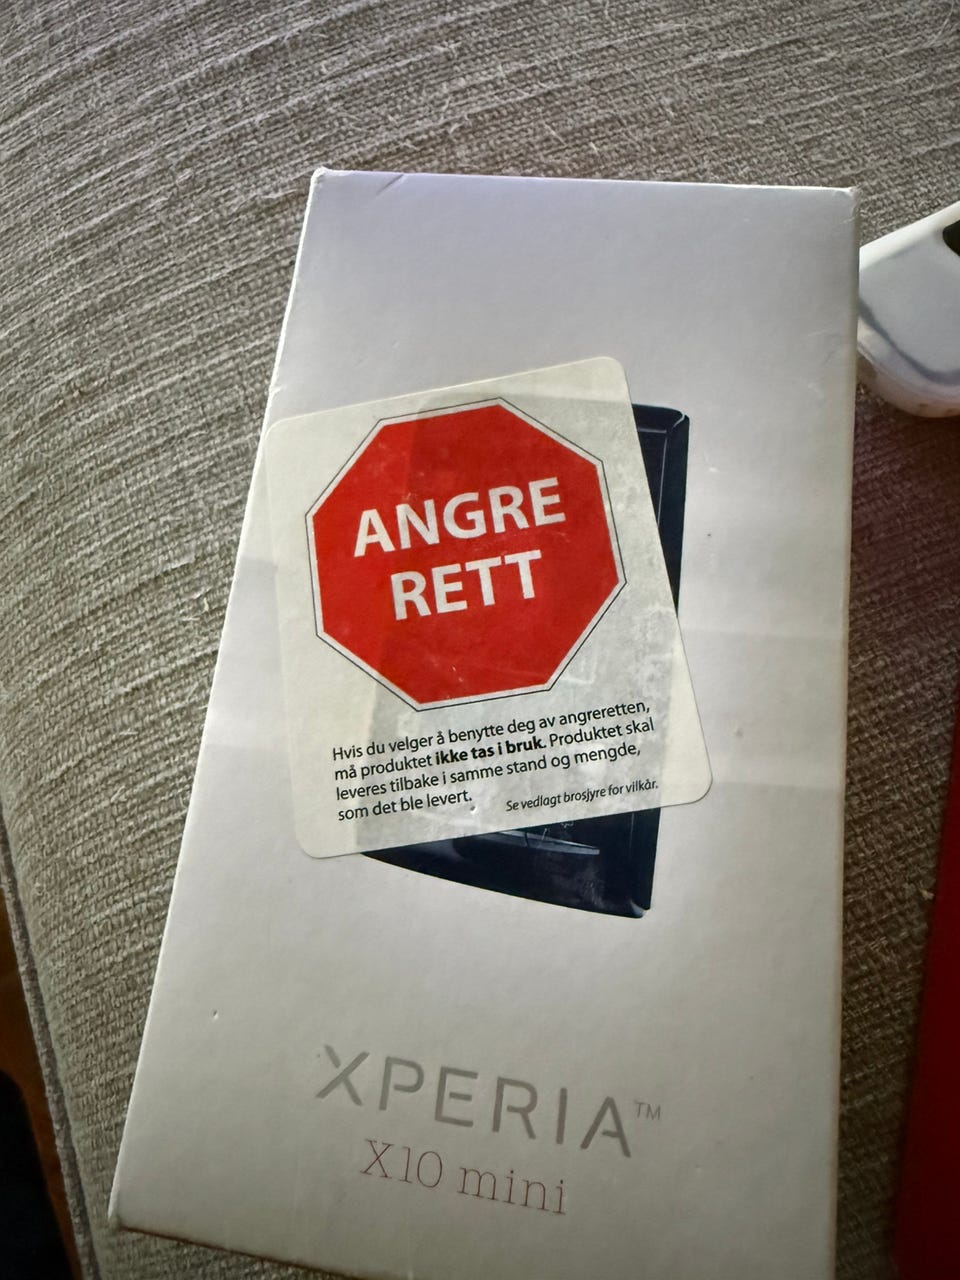 ANGRE
RETT
Hvis du velger å benytte deg av angreretten,
må produktet ikke tas i bruk. Produktet skal
leveres tilbake i samme stand og mengde,
som det ble levert.
Se vedlagt brosjyre for vilkår.
XPERIA™
X10 mini